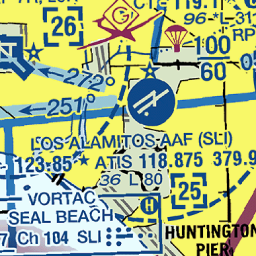 CT-119.1
96-*L-31
26
G
100
RP
60
272°
251°
LOS ALAMITOS AAF (SLI)
123.85* ATIS 118.875 379.9
36 L 80
25
VORTAC
SEAL BEACH
H
Ch 104 SLI
HUNTINGTON
PIER